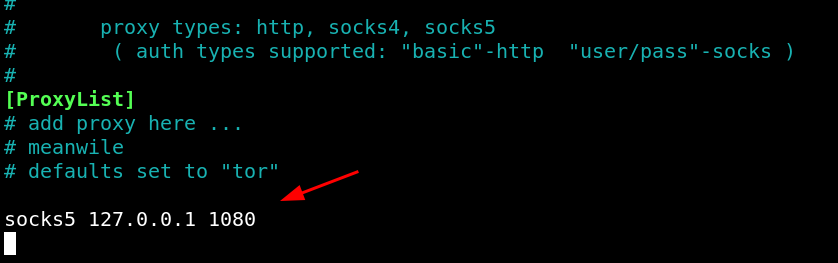 #
#       proxy types: http, socks4, socks5
#        ( auth types supported: "basic"-http  "user/pass"-socks )
#
[ProxyList]
# add proxy here ...
# meanwile
# defaults set to "tor"
socks5 127.0.0.1 1080